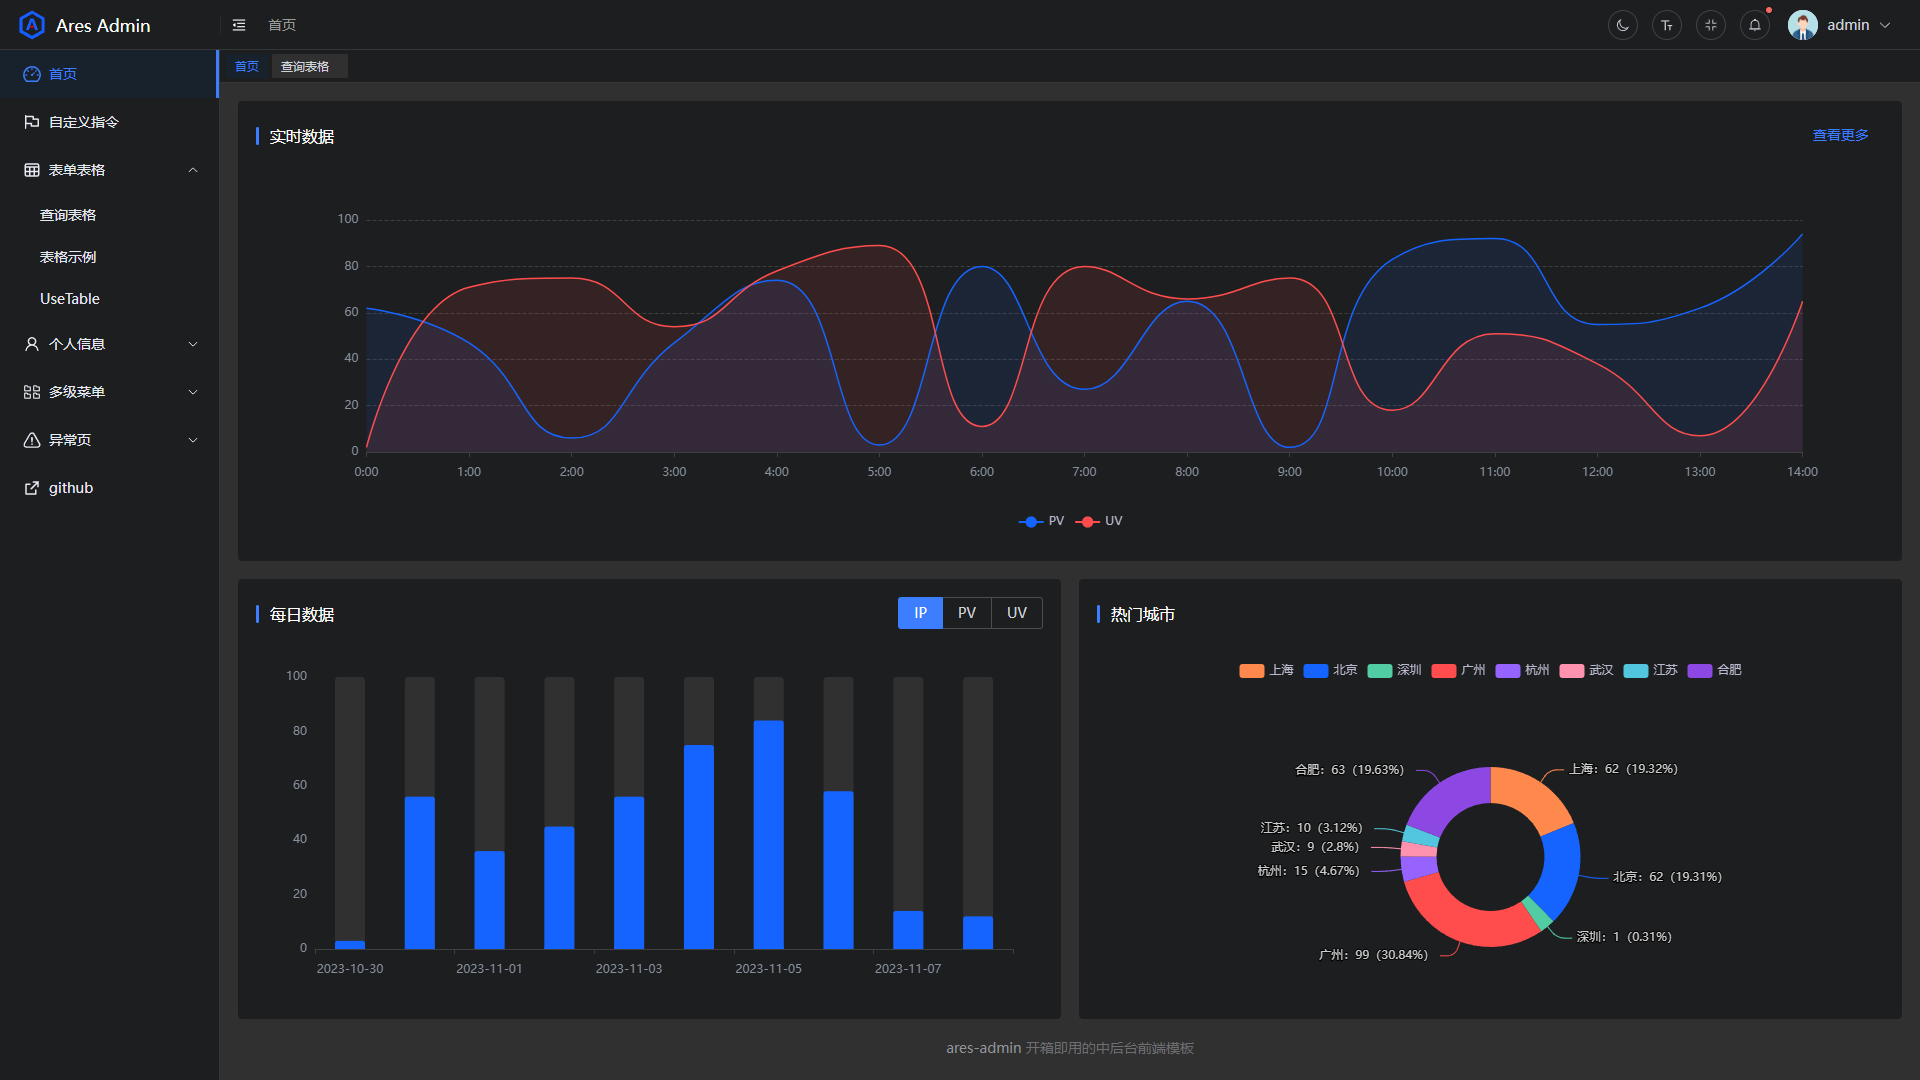 Ares Admin
首页
admin
首页
自定义指令
表单表格
查询表格
表格示例
UseTable
个人信息
多级菜单
异常页
github
首页
查询表格
实时数据
查看更多
100
80
60
40
20
0
0:00
1:00
2:00
3:00
4:00
5:00
6:00
7:00
8:00
9:00
10:00
11:00
12:00
13:00
14:00
PV
UV
每日数据
IP
PV
UV
100
80
60
40
20
0
2023-10-30
2023-11-01
2023-11-03
2023-11-05
2023-11-07
热门城市
上海
北京
深圳
广州
杭州
武汉
江苏
合肥
合肥：63（19.63%）
上海：62（19.32%）
江苏：10（3.12%）
武汉：9（2.8%）
杭州：15（4.67%）
北京：62（19.31%）
深圳：1（0.31%）
广州：99（30.84%）
ares-admin 开箱即用的中后台前端模板